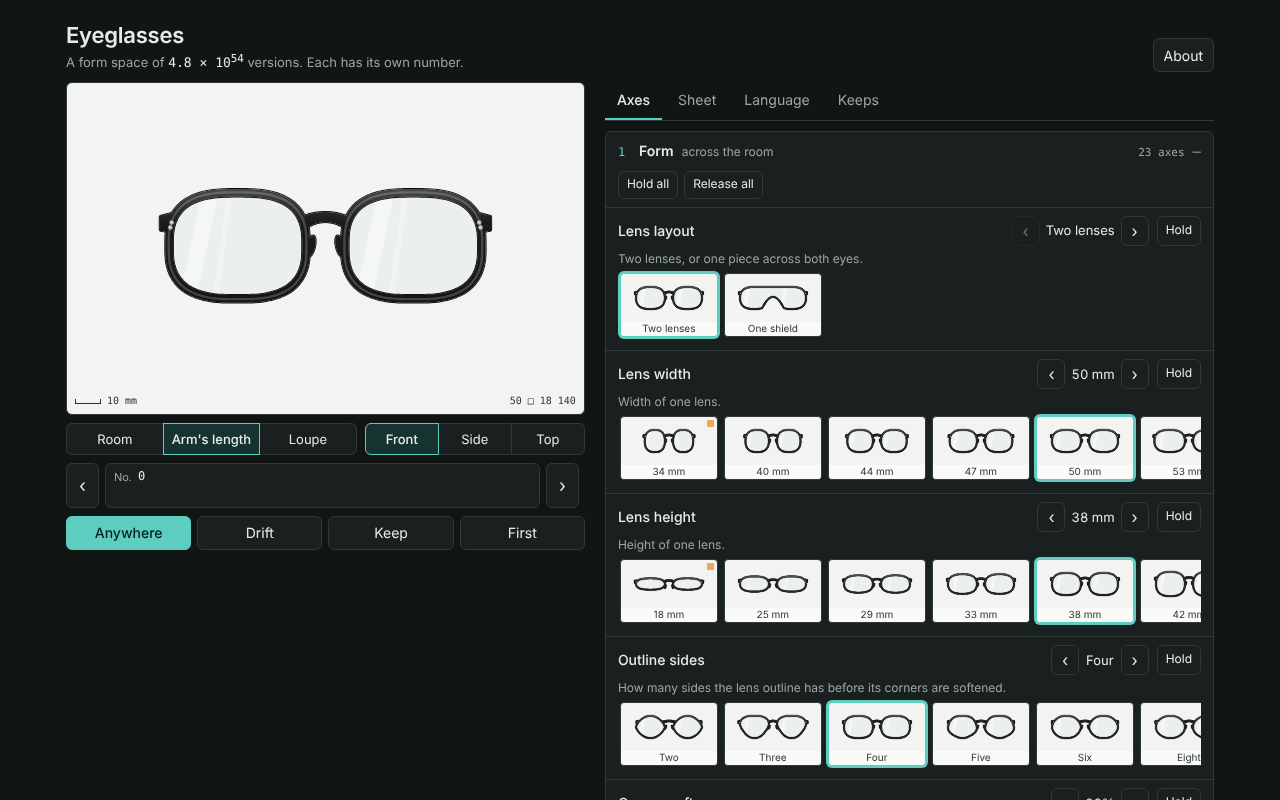 Eyeglasses
A form space of 4.8 × 10^54 versions. Each has its own number.
About
10 mm
50 □ 18 140
Room
Arm's length
Loupe
Front
Side
Top
‹
No. 0
›
Anywhere
Drift
Keep
First
Axes
Sheet
Language
Keeps
1 Form across the room
23 axes —
Hold all
Release all
Lens layout
‹ Two lenses ›
Hold
Two lenses, or one piece across both eyes.
Two lenses
One shield
Lens width
‹ 50 mm ›
Hold
Width of one lens.
34 mm
40 mm
44 mm
47 mm
50 mm
53 mm
Lens height
‹ 38 mm ›
Hold
Height of one lens.
18 mm
25 mm
29 mm
33 mm
38 mm
42 mm
Outline sides
‹ Four ›
Hold
How many sides the lens outline has before its corners are softened.
Two
Three
Four
Five
Six
Eight